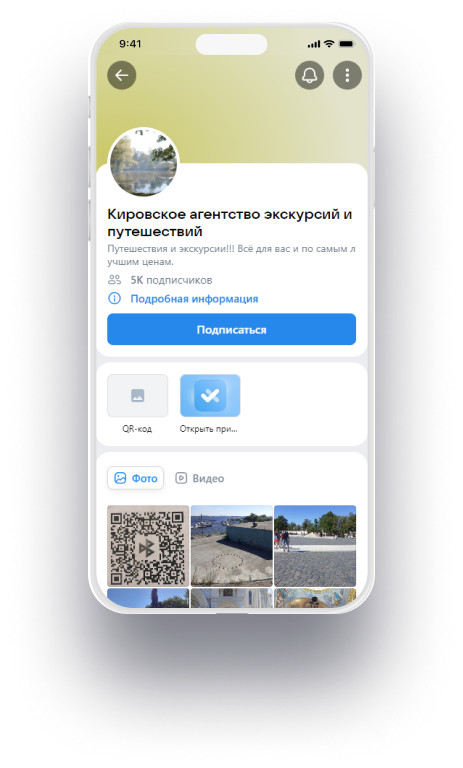 9:41
Кировское агентство экскурсий и
путешествий
Путешествия и экскурсии!!! Всё для вас и по самым л
учшим ценам.
5K подписчиков
Подробная информация
Подписаться
QR-код
Открыть при...
Фото
Видео